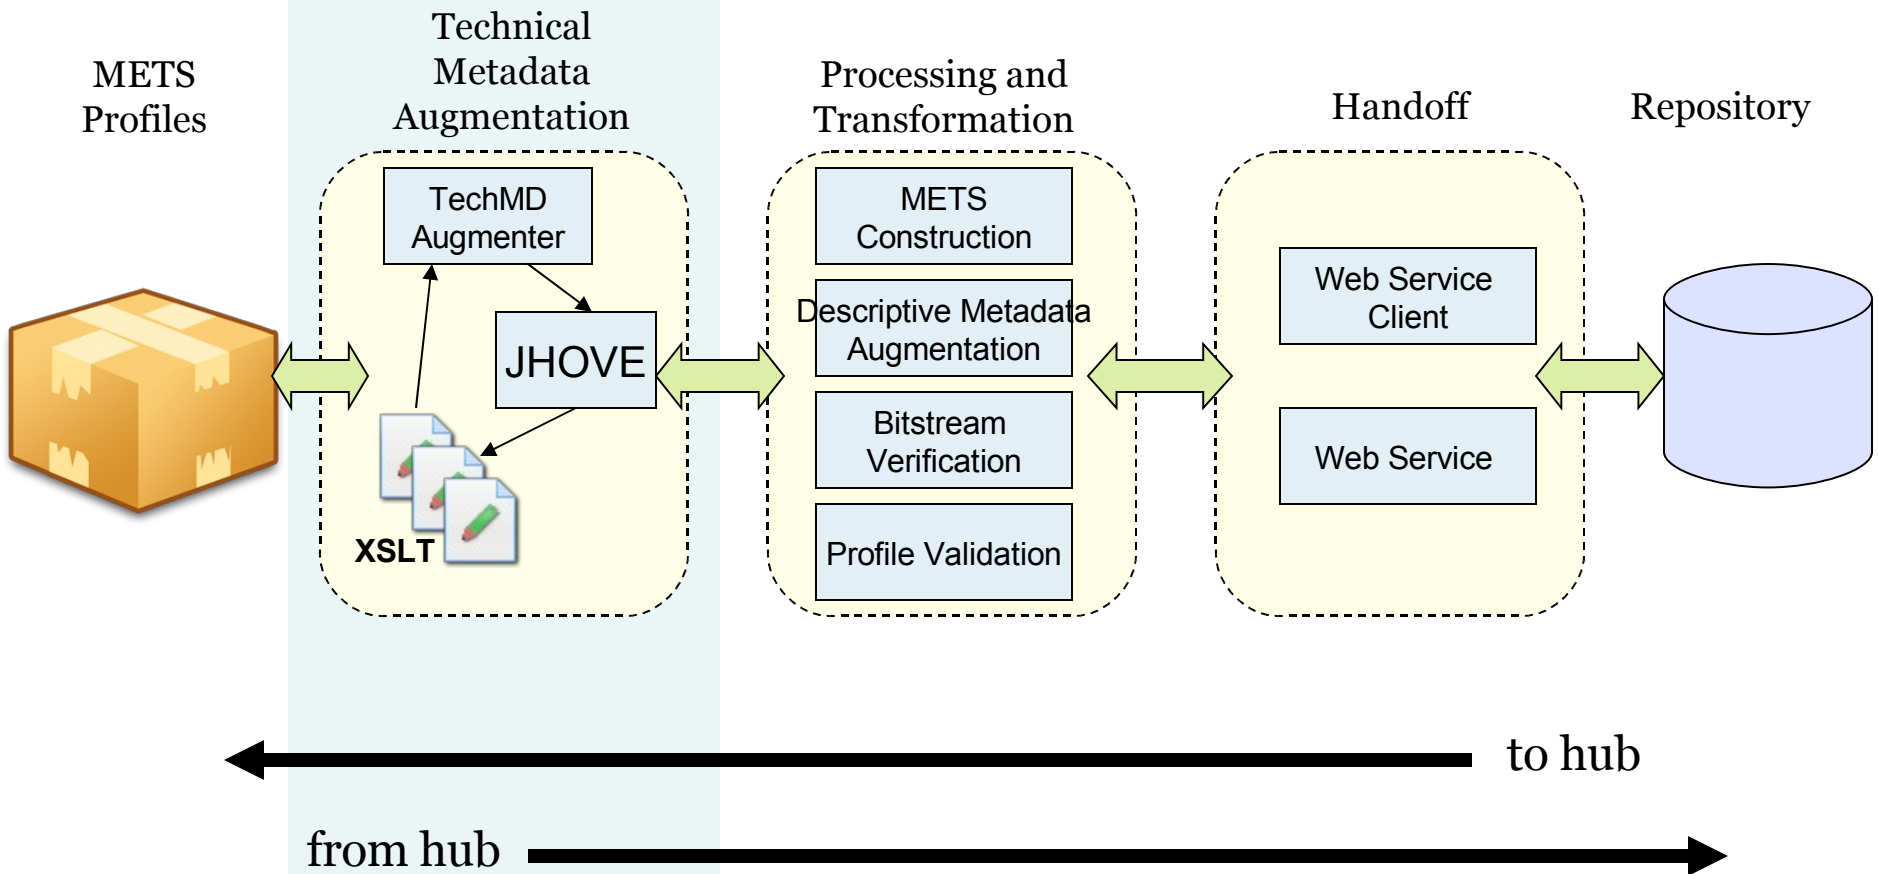 METS
Profiles
Technical
Metadata
Augmentation
Processing and
Transformation
Handoff
Repository
TechMD
Augmenter
JHOVE
XSLT
METS
Construction
Descriptive Metadata
Augmentation
Bitstream
Verification
Profile Validation
Web Service
Client
Web Service
to hub
from hub